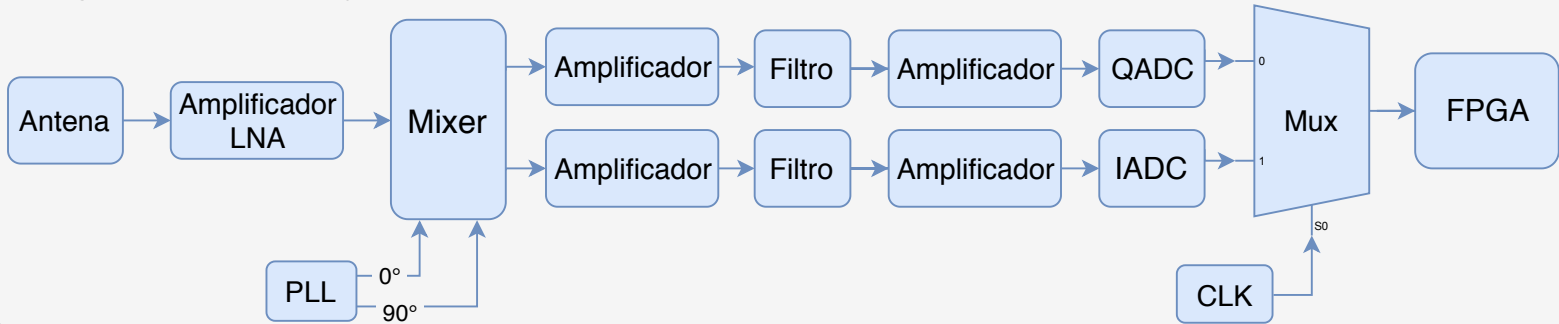 Antena
Amplificador
LNA
Mixer
PLL
0°
90°
Amplificador
Filtro
Amplificador
QADC
Amplificador
Filtro
Amplificador
IADC
0
1
Mux
S0
CLK
FPGA